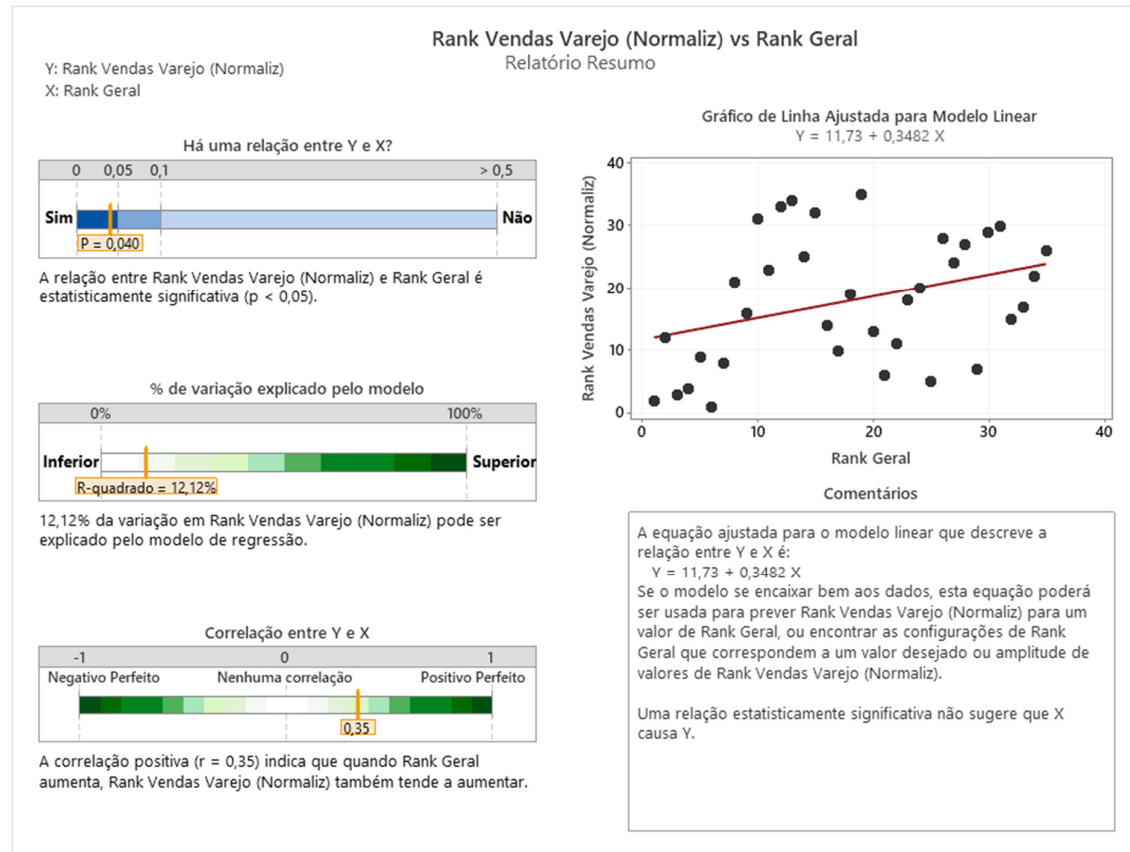 Rank Vendas Varejo (Normaliz) vs Rank Geral
Relatório Resumo
Y: Rank Vendas Varejo (Normaliz)
X: Rank Geral
Há uma relação entre Y e X?
0 0,05 0,1 > 0,5
Sim Não
P = 0,040
A relação entre Rank Vendas Varejo (Normaliz) e Rank Geral é
estatisticamente significativa (p < 0,05).
% de variação explicado pelo modelo
0% 100%
Inferior Superior
R-quadrado = 12,12%
12,12% da variação em Rank Vendas Varejo (Normaliz) pode ser
explicado pelo modelo de regressão.
Correlação entre Y e X
-1 0 1
Negativo Perfeito Nenhuma correlação Positivo Perfeito
0,35
A correlação positiva (r = 0,35) indica que quando Rank Geral
aumenta, Rank Vendas Varejo (Normaliz) também tende a aumentar.
Gráfico de Linha Ajustada para Modelo Linear
Y = 11,73 + 0,3482 X
Rank Vendas Varejo (Normaliz)
40
30
20
10
0
0 10 20 30 40
Rank Geral
Comentários
A equação ajustada para o modelo linear que descreve a
relação entre Y e X é:
Y = 11,73 + 0,3482 X
Se o modelo se encaixar bem aos dados, esta equação poderá
ser usada para prever Rank Vendas Varejo (Normaliz) para um
valor de Rank Geral, ou encontrar as configurações de Rank
Geral que correspondem a um valor desejado ou amplitude de
valores de Rank Vendas Varejo (Normaliz).
Uma relação estatisticamente significativa não sugere que X
causa Y.